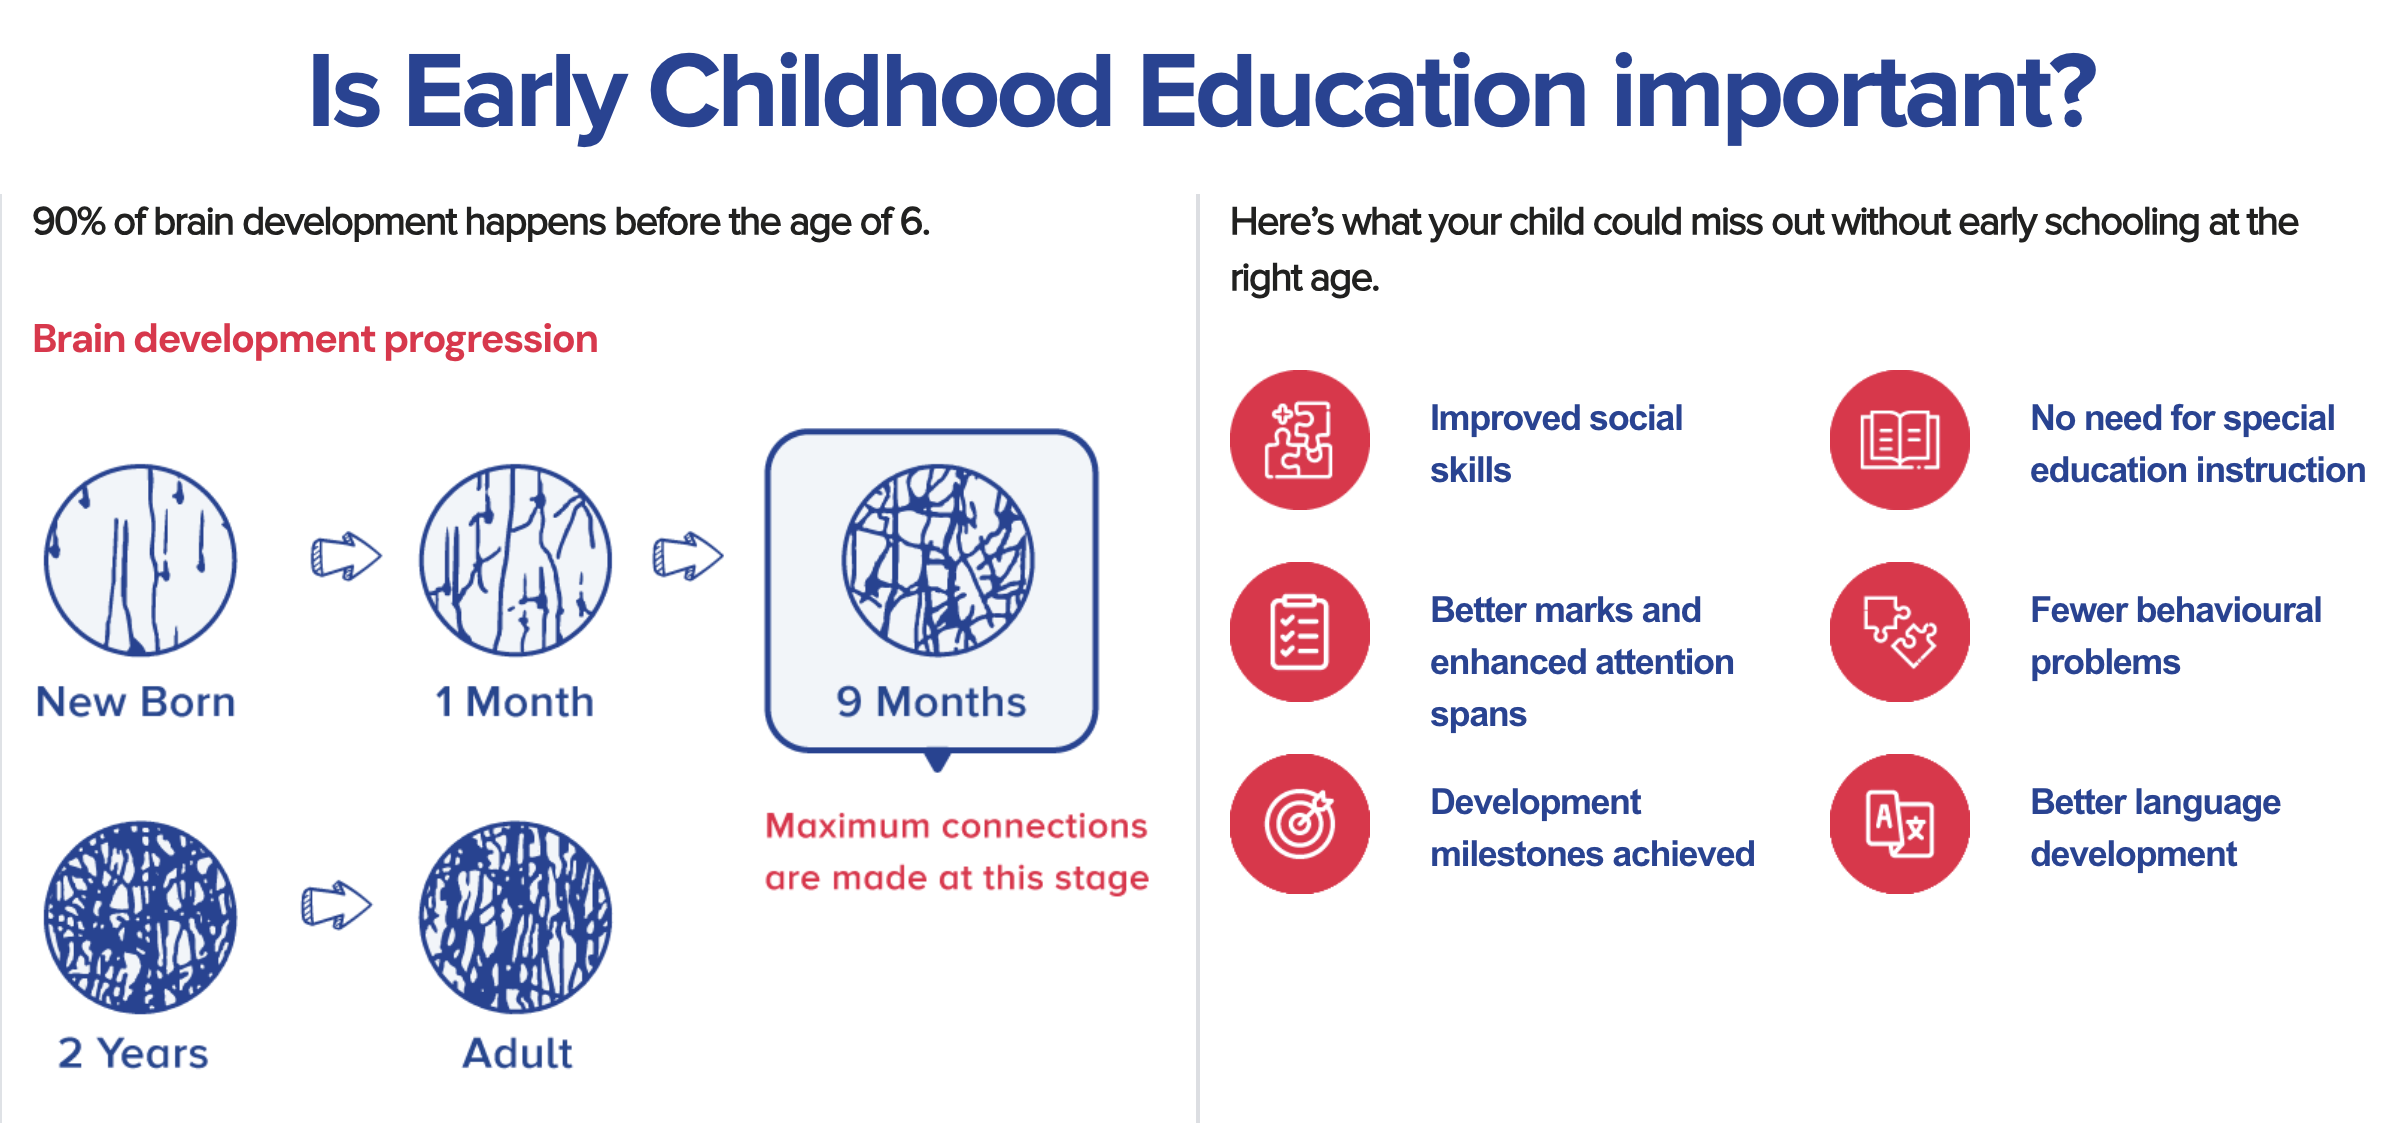 Is Early Childhood Education important?
90% of brain development happens before the age of 6.
Brain development progression
New Born
1 Month
9 Months
Maximum connections
are made at this stage
2 Years
Adult
Here’s what your child could miss out without early schooling at the
right age.
Improved social
skills
No need for special
education instruction
Better marks and
enhanced attention
spans
Fewer behavioural
problems
Development
milestones achieved
A 文
Better language
development